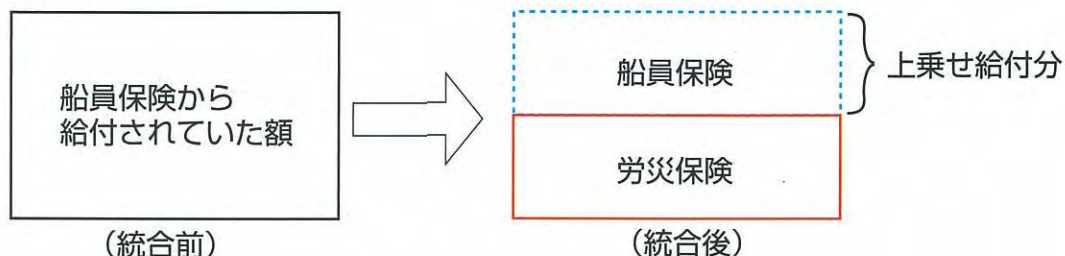 船員保険から
給付されていた額
(統合前)
船員保険
上乗せ給付分
労災保険
(統合後)